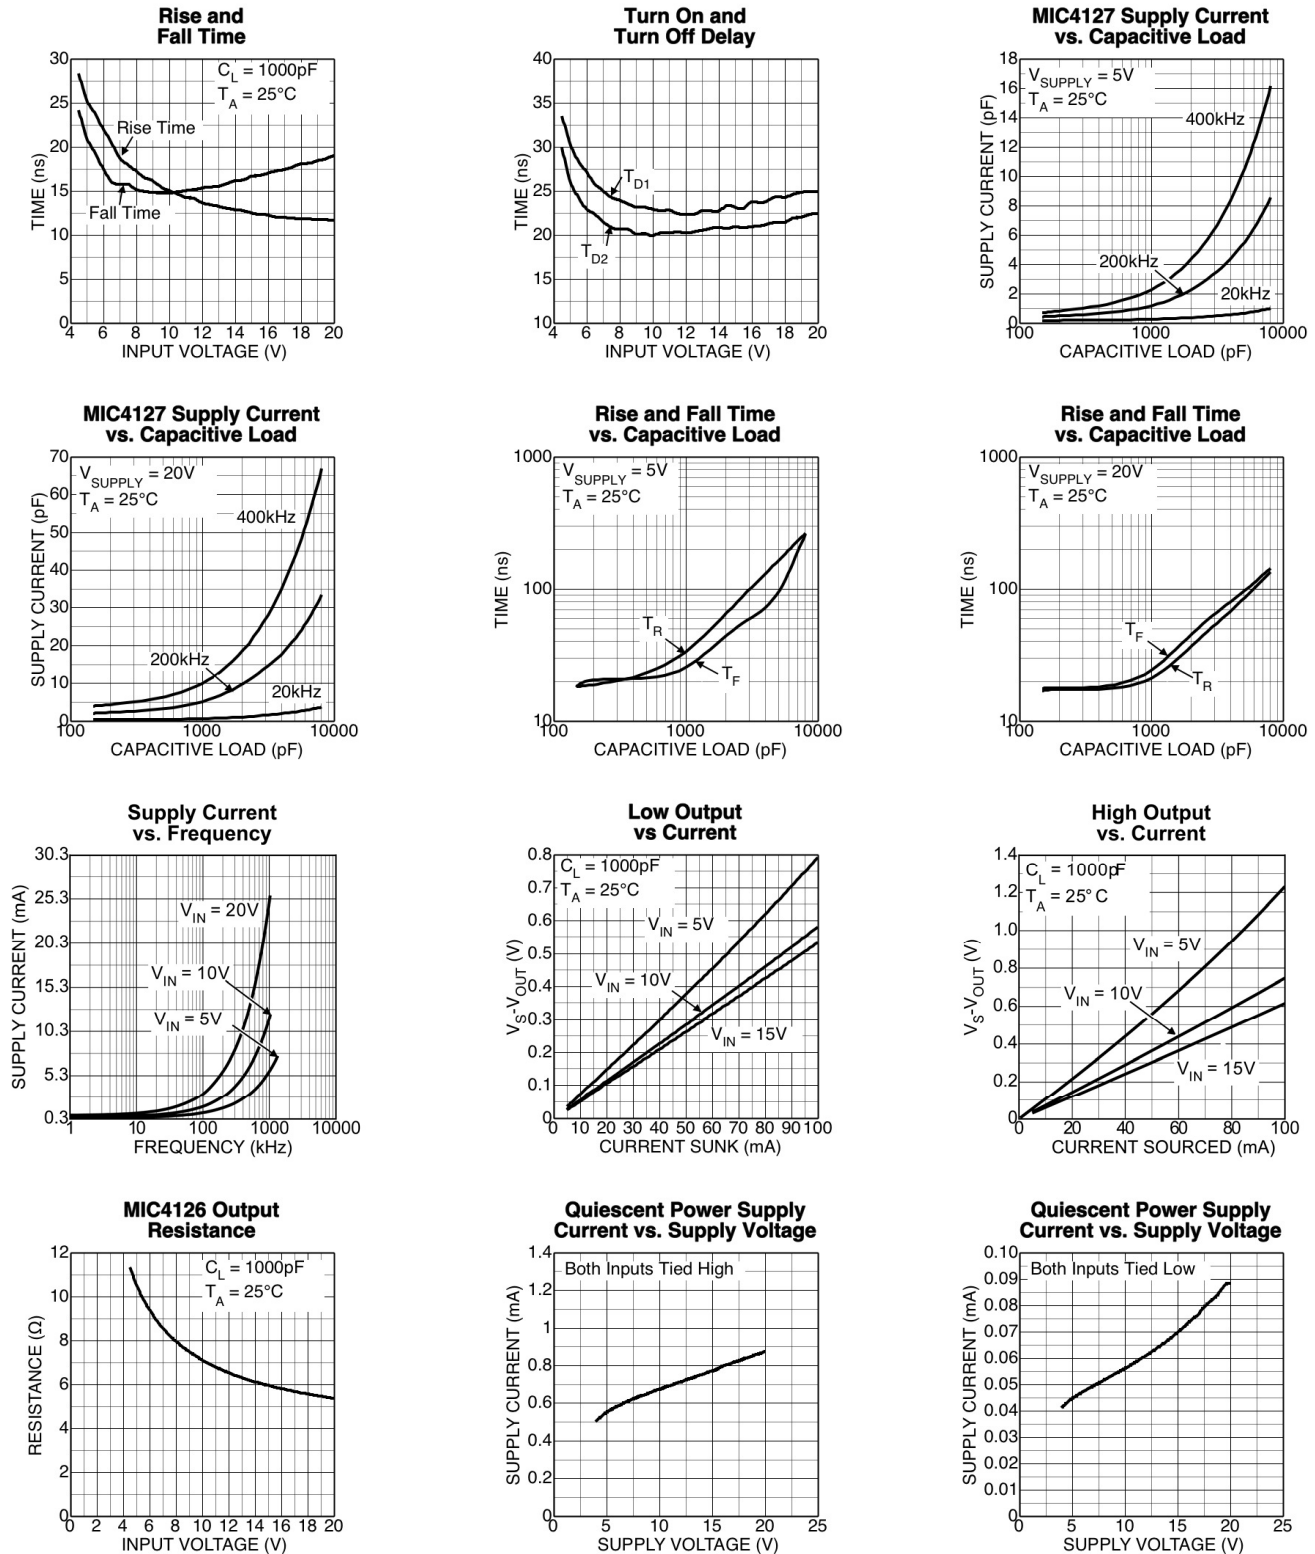 Rise and
Fall Time
30
25
20
15
10
5
0
4 6 8 10 12 14 16 18 20
TIME (ns)
INPUT VOLTAGE (V)
CL = 1000pF
TA = 25°C
Rise Time
Fall Time
Turn On and
Turn Off Delay
40
35
30
25
20
15
10
4 6 8 10 12 14 16 18 20
TIME (ns)
INPUT VOLTAGE (V)
TD1
TD2
MIC4127 Supply Current
vs. Capacitive Load
18
16
14
12
10
8
6
4
2
0
100 1000 10000
SUPPLY CURRENT (pF)
CAPACITIVE LOAD (pF)
VSUPPLY = 5V
TA = 25°C
400kHz
200kHz
20kHz
MIC4127 Supply Current
vs. Capacitive Load
70
60
50
40
30
20
10
0
100 1000 10000
SUPPLY CURRENT (pF)
CAPACITIVE LOAD (pF)
VSUPPLY = 20V
TA = 25°C
400kHz
200kHz
20kHz
Rise and Fall Time
vs. Capacitive Load
1000
100
10
100 1000 10000
TIME (ns)
CAPACITIVE LOAD (pF)
VSUPPLY = 5V
TA = 25°C
TR
TF
Rise and Fall Time
vs. Capacitive Load
1000
100
10
100 1000 10000
TIME (ns)
CAPACITIVE LOAD (pF)
VSUPPLY = 20V
TA = 25°C
TF
TR
Supply Current
vs. Frequency
30.3
25.3
20.3
15.3
10.3
5.3
0.3
1 10 100 1000 10000
SUPPLY CURRENT (mA)
FREQUENCY (kHz)
VIN = 20V
VIN = 10V
VIN = 5V
Low Output
vs Current
0.8
0.7
0.6
0.5
0.4
0.3
0.2
0.1
0
0 10 20 30 40 50 60 70 80 90 100
VS-VOUT (V)
CURRENT SUNK (mA)
CL = 1000pF
TA = 25°C
VIN = 5V
VIN = 10V
VIN = 15V
High Output
vs. Current
1.4
1.2
1.0
0.8
0.6
0.4
0.2
0
0 20 40 60 80 100
VS-VOUT (V)
CURRENT SOURCED (mA)
CL = 1000pF
TA = 25°C
VIN = 5V
VIN = 10V
VIN = 15V
MIC4126 Output
Resistance
12
10
8
6
4
2
0
0 2 4 6 8 10 12 14 16 18 20
RESISTANCE (Ω)
INPUT VOLTAGE (V)
CL = 1000pF
TA = 25°C
Quiescent Power Supply
Current vs. Supply Voltage
1.4
1.2
1
0.8
0.6
0.4
0.2
0
0 5 10 15 20 25
SUPPLY CURRENT (mA)
SUPPLY VOLTAGE (V)
Both Inputs Tied High
Quiescent Power Supply
Current vs. Supply Voltage
0.10
0.09
0.08
0.07
0.06
0.05
0.04
0.03
0.02
0.01
0
0 5 10 15 20 25
SUPPLY CURRENT (mA)
SUPPLY VOLTAGE (V)
Both Inputs Tied Low